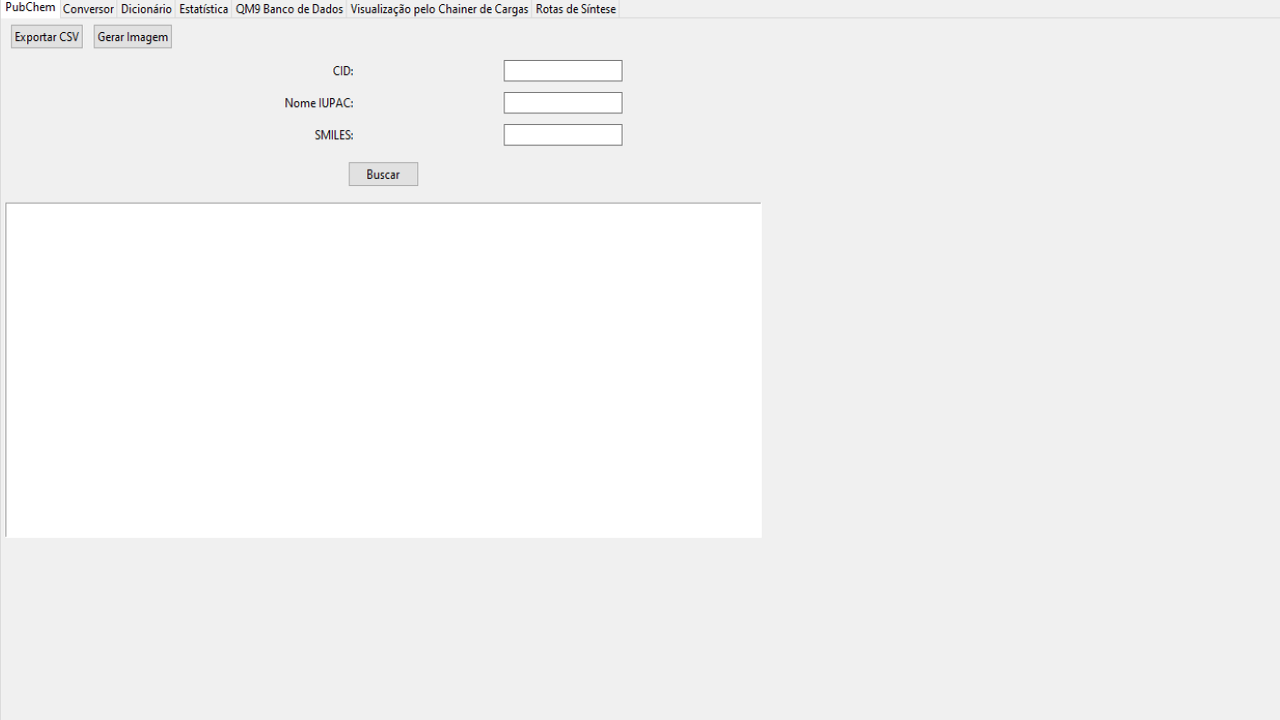 PubChem Conversor Dicionário Estatística QM9 Banco de Dados Visualização pelo Chainer de Cargas Rotas de Síntese
Exportar CSV Gerar Imagem
CID:
Nome IUPAC:
SMILES:
Buscar